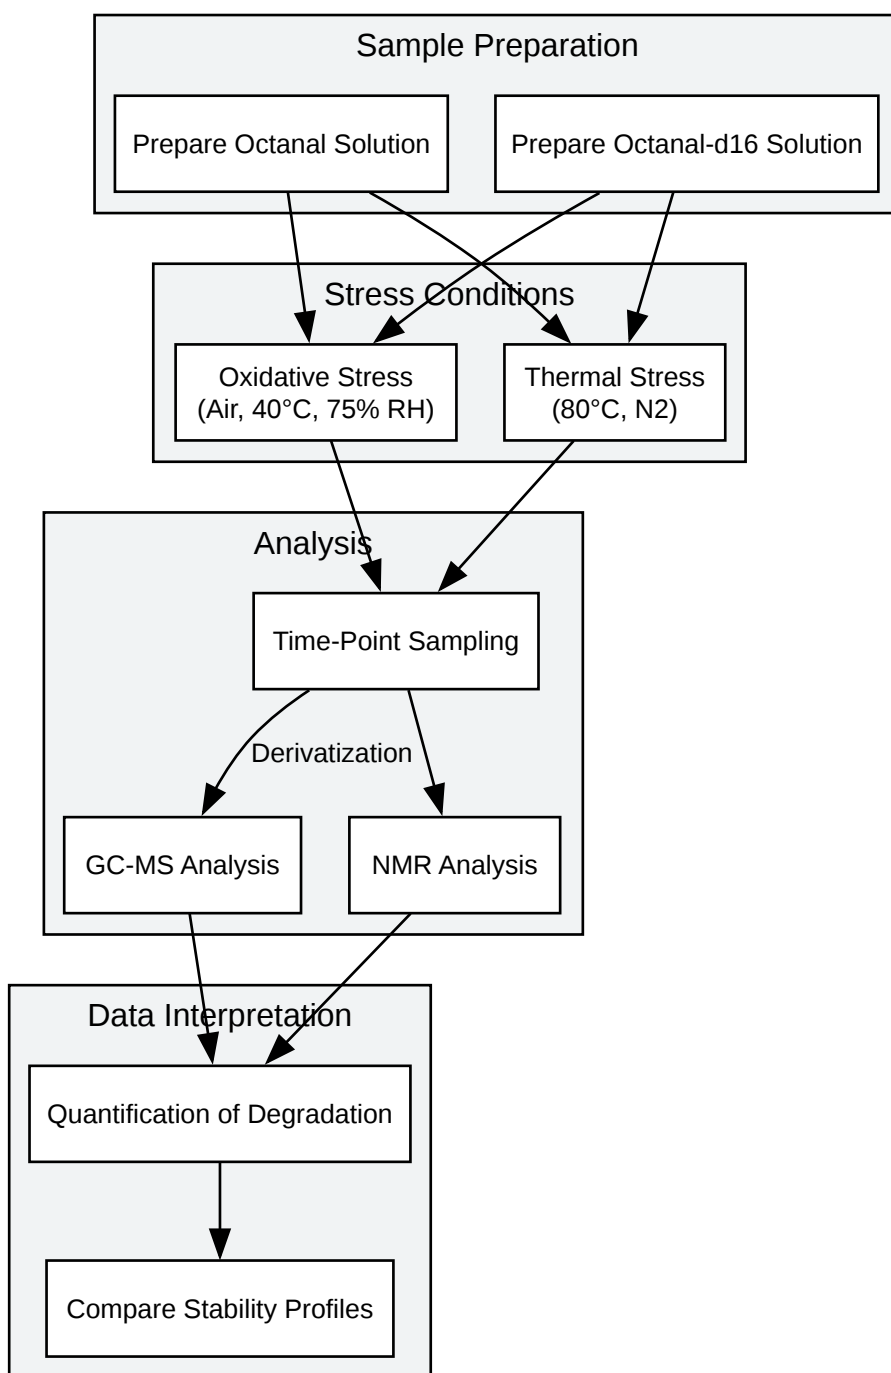 Sample Preparation
Prepare Octanal Solution
Prepare Octanal-d16 Solution
Stress Conditions
Oxidative Stress
(Air, 40°C, 75% RH)
Thermal Stress
(80°C, N2)
Analysis
Time-Point Sampling
Derivatization
GC-MS Analysis
NMR Analysis
Data Interpretation
Quantification of Degradation
Compare Stability Profiles